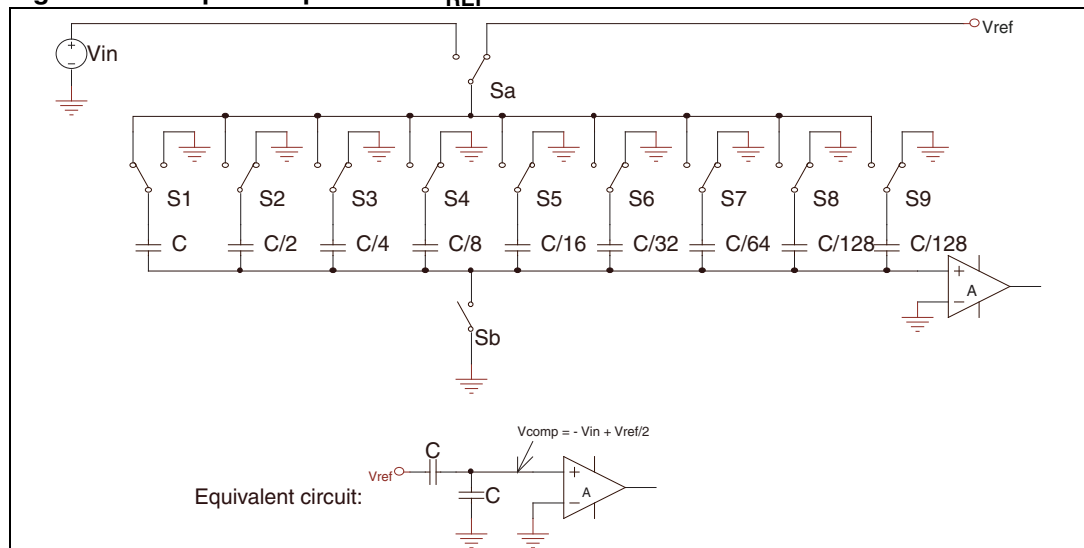 REF
Vin
Vref
Sa
S1 S2 S3 S4 S5 S6 S7 S8 S9
C C/2 C/4 C/8 C/16 C/32 C/64 C/128 C/128
A
Sb
Vcomp = - Vin + Vref/2
C
Vref
C
A
Equivalent circuit: